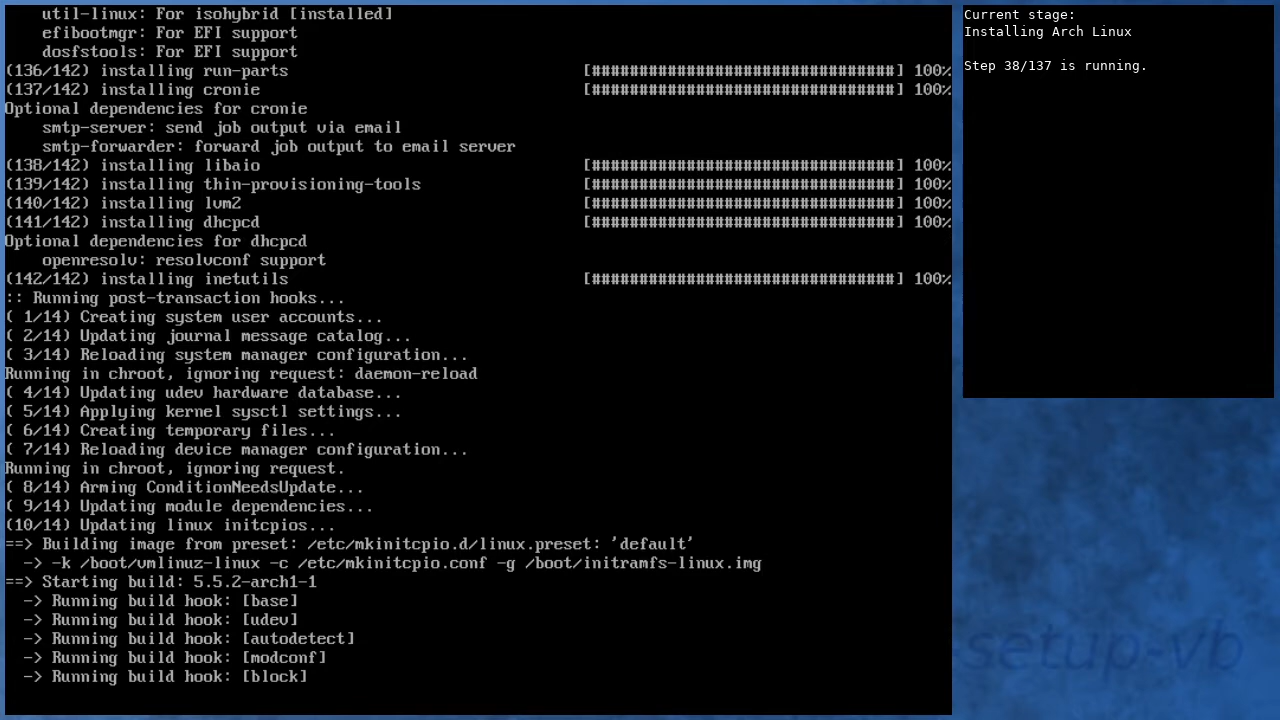 util-linux: For isohybrid [installed]
    efibootmgr: For EFI support
    dosfstools: For EFI support
(136/142) installing run-parts                               [################################] 100%
(137/142) installing cronie                                  [################################] 100%
Optional dependencies for cronie
    smtp-server: send job output via email
    smtp-forwarder: forward job output to email server
(138/142) installing libaio                                  [################################] 100%
(139/142) installing thin-provisioning-tools                 [################################] 100%
(140/142) installing lvm2                                    [################################] 100%
(141/142) installing dhcpcd                                  [################################] 100%
Optional dependencies for dhcpcd
    openresolv: resolvconf support
(142/142) installing inetutils                               [################################] 100%
:: Running post-transaction hooks...
( 1/14) Creating system user accounts...
( 2/14) Updating journal message catalog...
( 3/14) Reloading system manager configuration...
Running in chroot, ignoring request: daemon-reload
( 4/14) Updating udev hardware database...
( 5/14) Applying kernel sysctl settings...
( 6/14) Creating temporary files...
( 7/14) Reloading device manager configuration...
Running in chroot, ignoring request.
( 8/14) Arming ConditionNeedsUpdate...
( 9/14) Updating module dependencies...
(10/14) Updating linux initcpios...
==> Building image from preset: /etc/mkinitcpio.d/linux.preset: 'default'
  -> -k /boot/vmlinuz-linux -c /etc/mkinitcpio.conf -g /boot/initramfs-linux.img
==> Starting build: 5.5.2-arch1-1
  -> Running build hook: [base]
  -> Running build hook: [udev]
  -> Running build hook: [autodetect]
  -> Running build hook: [modconf]
  -> Running build hook: [block]
Current stage:
Installing Arch Linux
Step 38/137 is running.
setup-vb